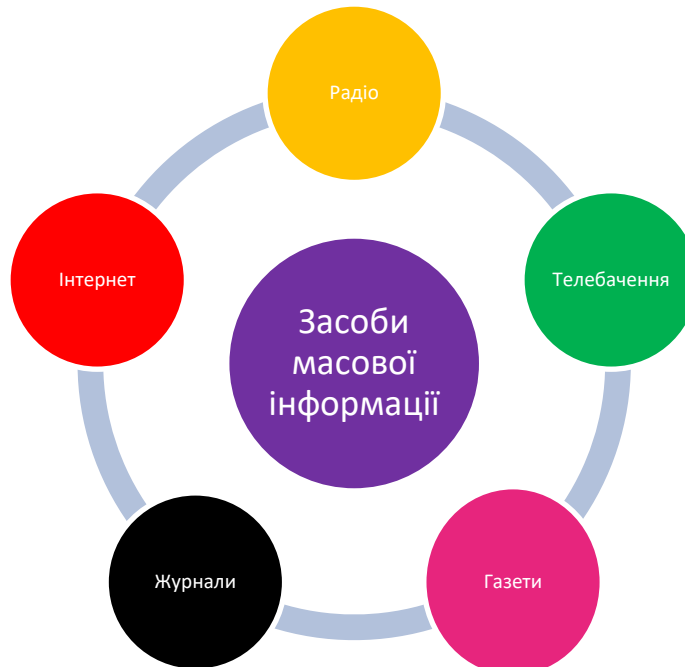 Радіо
Інтернет
Телебачення
Засоби
масової
інформації
Журнали
Газети